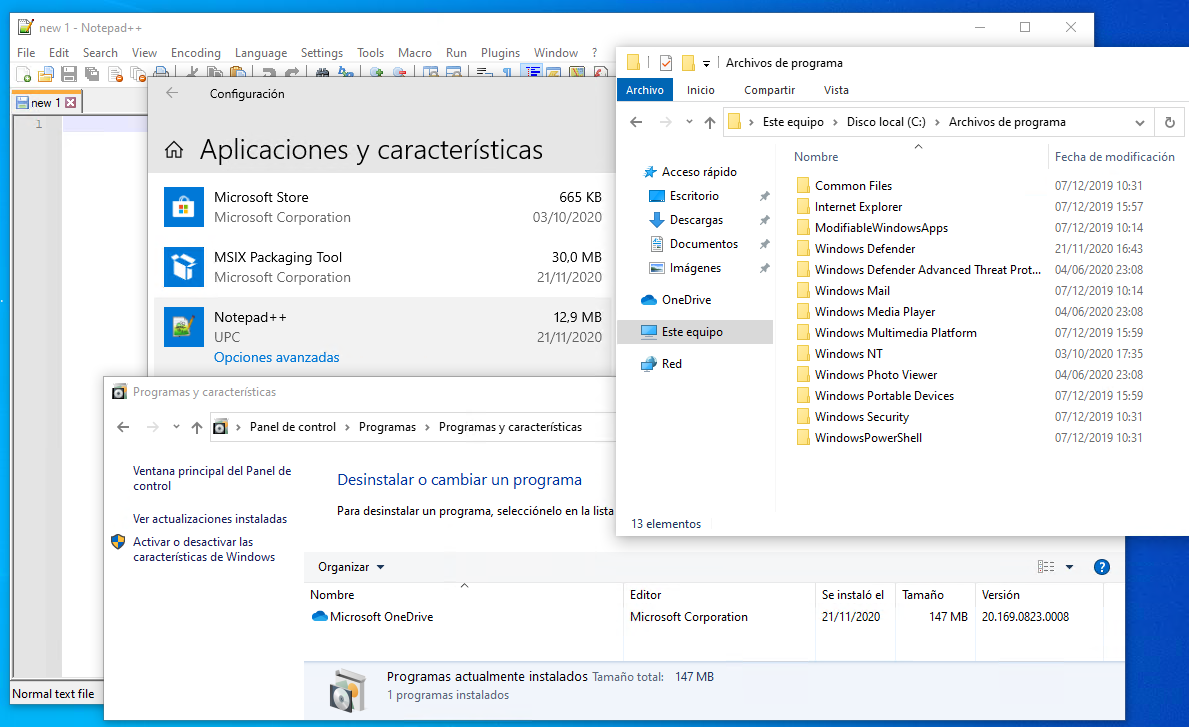 new 1 - Notepad++
File Edit Search View Encoding Language Settings Tools Macro Run Plugins Window ?
new 1
1
Normal text file
Configuración
Aplicaciones y características
Microsoft Store 665 KB
Microsoft Corporation 03/10/2020
MSIX Packaging Tool 30,0 MB
Microsoft Corporation 21/11/2020
Notepad++ 12,9 MB
UPC 21/11/2020
Opciones avanzadas
Archivos de programa
Archivo Inicio Compartir Vista
Este equipo > Disco local (C:) > Archivos de programa
Acceso rápido
Escritorio
Descargas
Documentos
Imágenes
OneDrive
Este equipo
Red
Nombre Fecha de modificación
Common Files 07/12/2019 10:31
Internet Explorer 07/12/2019 15:57
ModifiableWindowsApps 07/12/2019 10:14
Windows Defender 21/11/2020 16:43
Windows Defender Advanced Threat Prot... 04/06/2020 23:08
Windows Mail 07/12/2019 10:14
Windows Media Player 04/06/2020 23:08
Windows Multimedia Platform 07/12/2019 15:59
Windows NT 03/10/2020 17:35
Windows Photo Viewer 04/06/2020 23:08
Windows Portable Devices 07/12/2019 15:59
Windows Security 07/12/2019 10:31
WindowsPowerShell 07/12/2019 10:31
13 elementos
Programas y características
Panel de control > Programas > Programas y características
Ventana principal del Panel de
control
Ver actualizaciones instaladas
Activar o desactivar las
características de Windows
Desinstalar o cambiar un programa
Para desinstalar un programa, selecciónelo en la lista
Organizar
Nombre Editor Se instaló el Tamaño Versión
Microsoft OneDrive Microsoft Corporation 21/11/2020 147 MB 20.169.0823.0008
Programas actualmente instalados Tamaño total: 147 MB
1 programas instalados